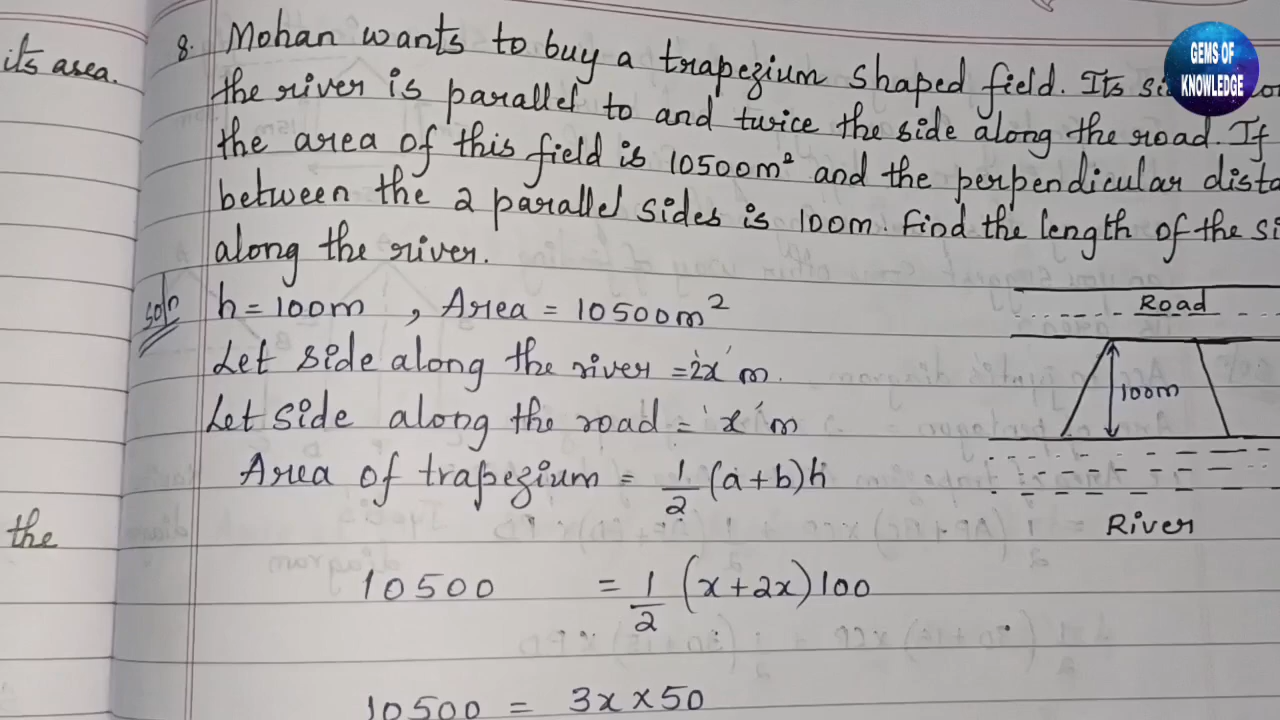 its area.
8. Mohan wants to buy a trapezium shaped field. Its
the river is parallel to and twice the side along the road. If
the area of this field is 10500m² and the perpendicular
between the 2 parallel sides is 100m. Find the length of the
along the river.
Soln
h = 100m , Area = 10500m²
Let side along the river = '2x' m.
Let side along the road = 'x' m
Area of trapezium = 1/2 (a+b)h
10500 = 1/2 (x+2x)100
10500 = 3x x 50
Road
100m
River
the
GEMS OF
KNOWLEDGE